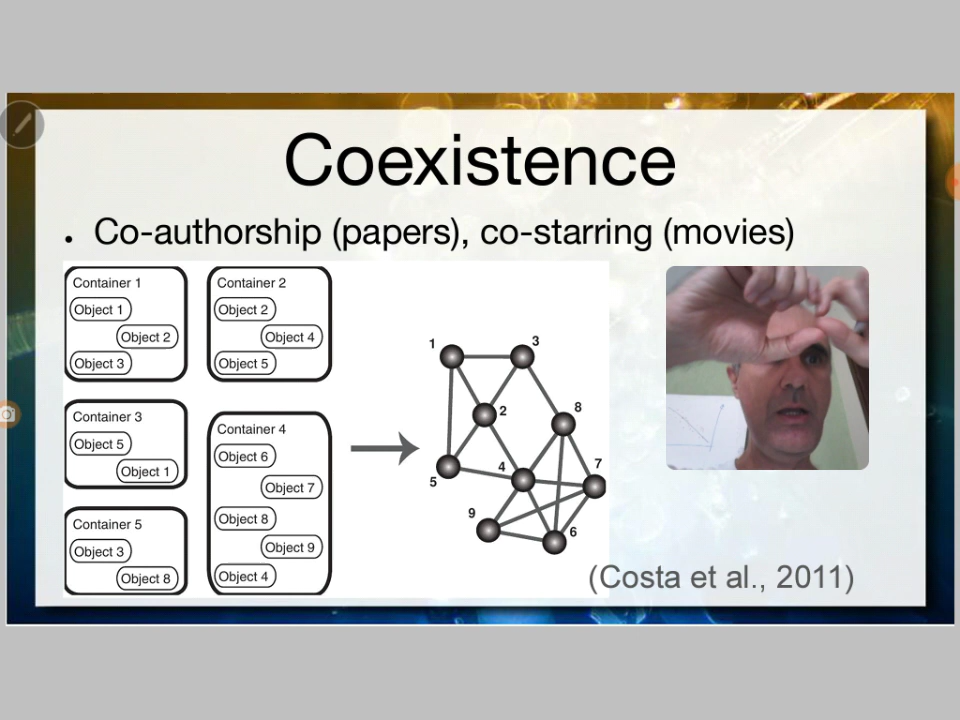 Coexistence
• Co-authorship (papers), co-starring (movies)
Container 1
Object 1
Object 2
Object 3
Container 2
Object 2
Object 4
Object 5
Container 3
Object 5
Object 1
Container 4
Object 6
Object 7
Object 8
Object 9
Object 4
Container 5
Object 3
Object 8
1
3
2
8
5
4
7
9
6
(Costa et al., 2011)